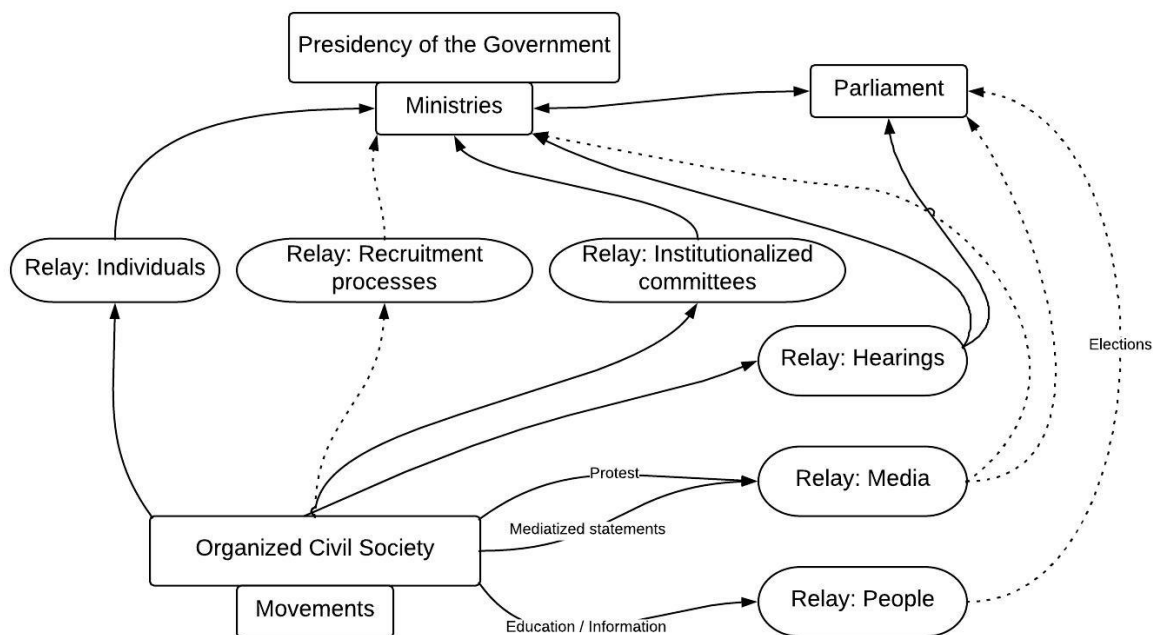 Presidency of the Government
Ministries
Parliament
Relay: Individuals
Relay: Recruitment
processes
Relay: Institutionalized
committees
Relay: Hearings
Elections
Protest
Relay: Media
Mediatized statements
Organized Civil Society
Relay: People
Movements
Education / Information